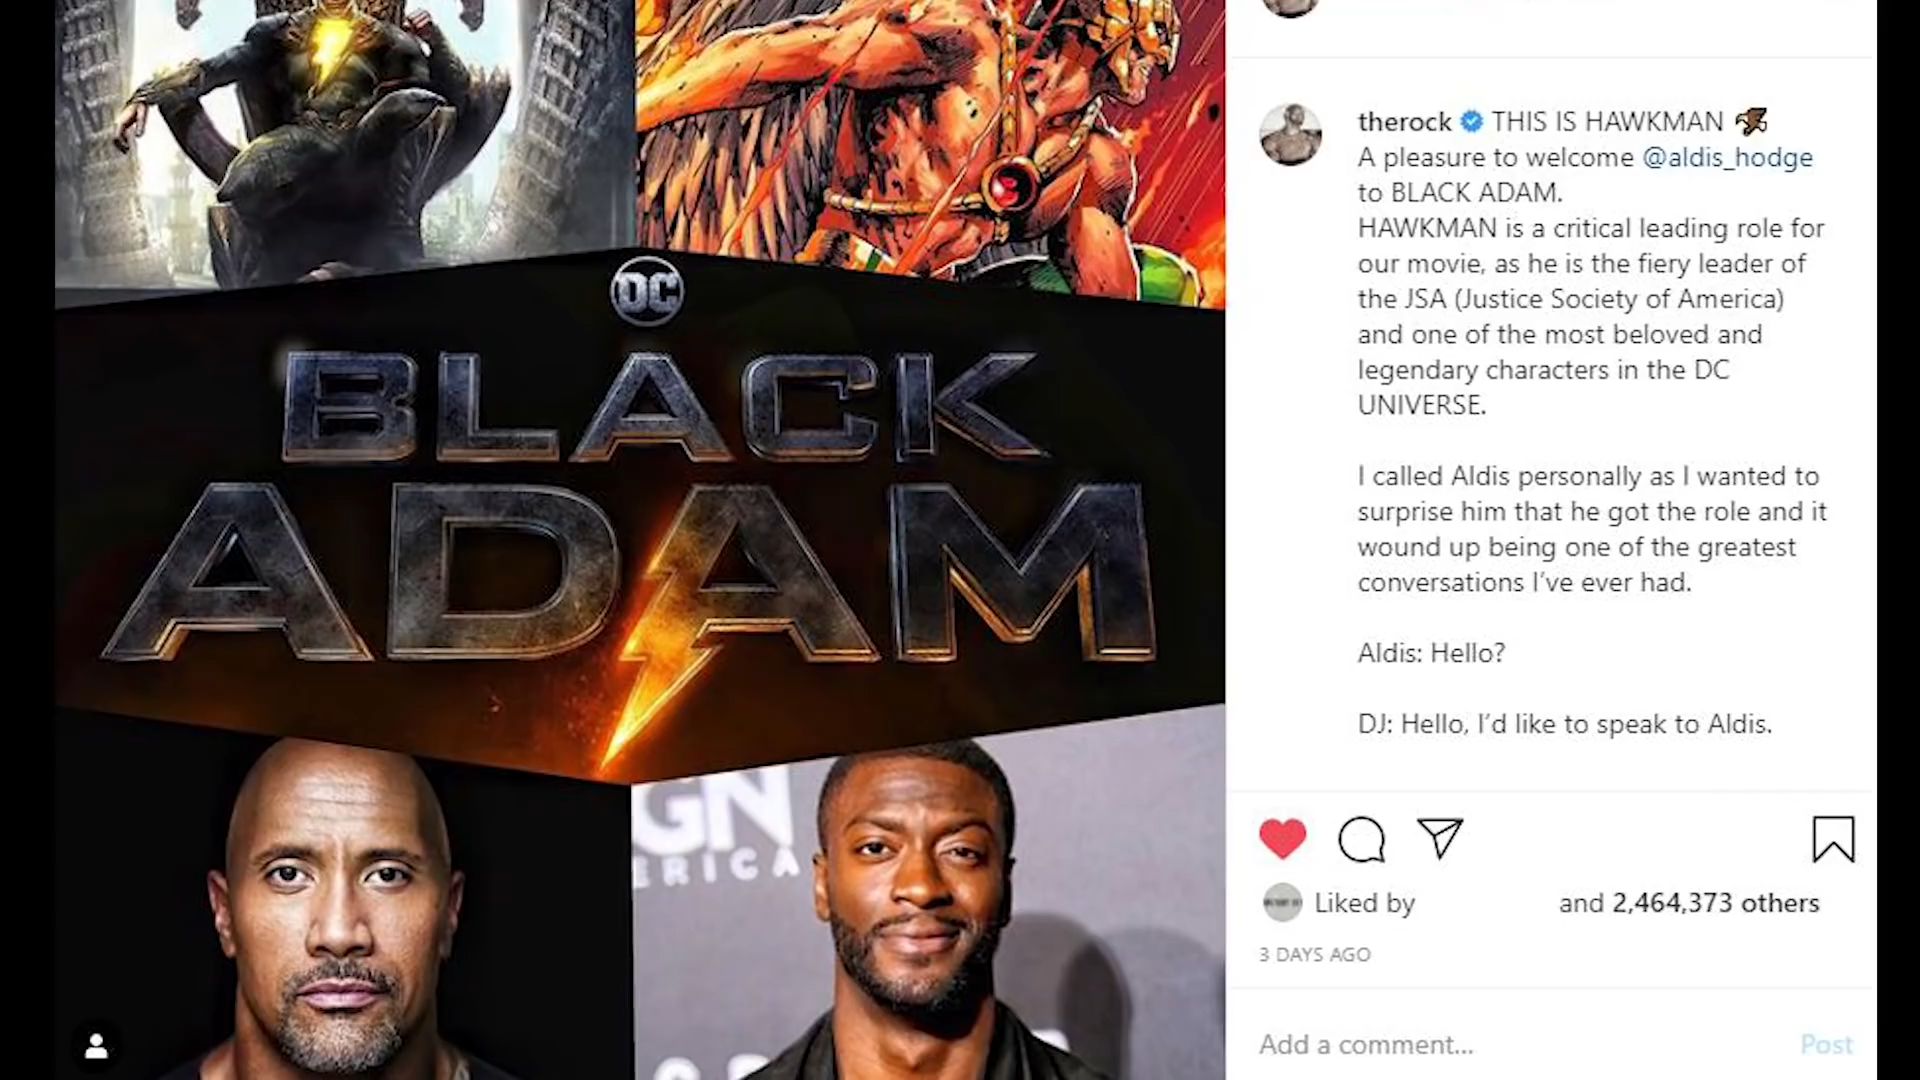 DC
BLACK
ADAM
GN
ERICA
therock THIS IS HAWKMAN
A pleasure to welcome @aldis_hodge
to BLACK ADAM.
HAWKMAN is a critical leading role for
our movie, as he is the fiery leader of
the JSA (Justice Society of America)
and one of the most beloved and
legendary characters in the DC
UNIVERSE.
I called Aldis personally as I wanted to
surprise him that he got the role and it
wound up being one of the greatest
conversations I've ever had.
Aldis: Hello?
DJ: Hello, I'd like to speak to Aldis.
Liked by and 2,464,373 others
3 DAYS AGO
Add a comment... Post